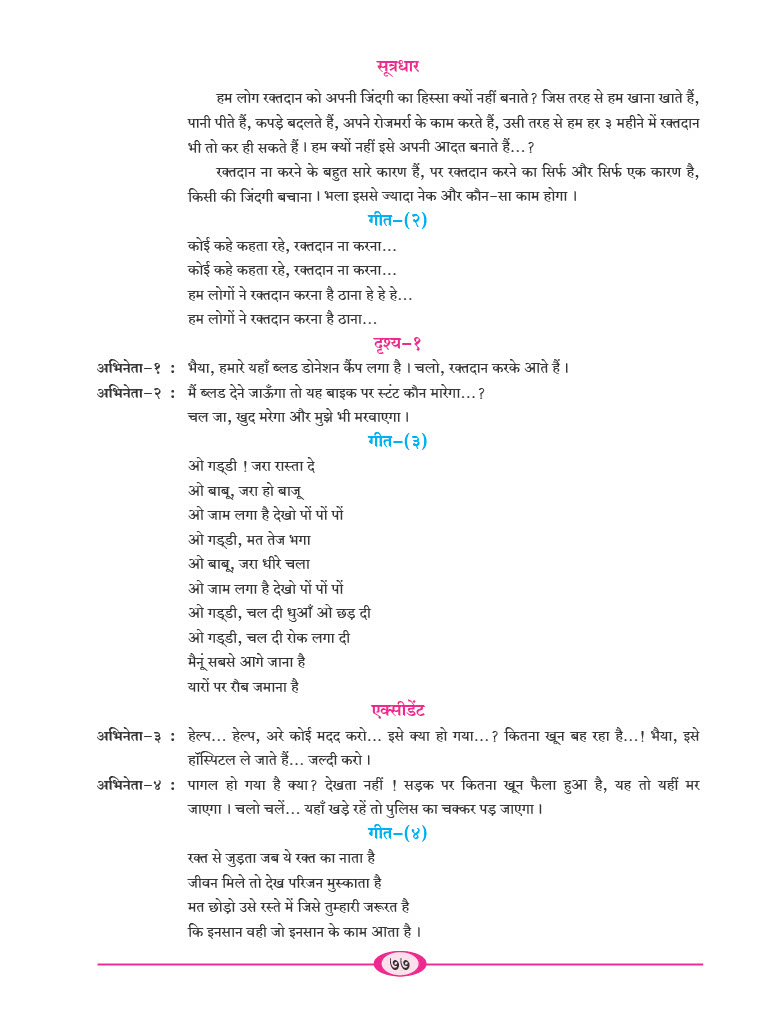 सूत्रधार
हम लोग रक्तदान को अपनी जिंदगी का हिस्सा क्यों नहीं बनाते? जिस तरह से हम खाना खाते हैं,
पानी पीते हैं, कपड़े बदलते हैं, अपने रोजमर्रा के काम करते हैं, उसी तरह से हम हर ३ महीने में रक्तदान
भी तो कर ही सकते हैं । हम क्यों नहीं इसे अपनी आदत बनाते हैं...?
रक्तदान ना करने के बहुत सारे कारण हैं, पर रक्तदान करने का सिर्फ और सिर्फ एक कारण है,
किसी की जिंदगी बचाना । भला इससे ज्यादा नेक और कौन-सा काम होगा ।
गीत-(२)
कोई कहे कहता रहे, रक्तदान ना करना...
कोई कहे कहता रहे, रक्तदान ना करना...
हम लोगों ने रक्तदान करना है ठाना हे हे हे...
हम लोगों ने रक्तदान करना है ठाना...
दृश्य-१
अभिनेता-१ : भैया, हमारे यहाँ ब्लड डोनेशन कैंप लगा है । चलो, रक्तदान करके आते हैं ।
अभिनेता-२ : मैं ब्लड देने जाऊँगा तो यह बाइक पर स्टंट कौन मारेगा...?
चल जा, खुद मरेगा और मुझे भी मरवाएगा ।
गीत-(३)
ओ गड्डी ! जरा रास्ता दे
ओ बाबू, जरा हो बाजू
ओ जाम लगा है देखो पों पों पों
ओ गड्डी, मत तेज भगा
ओ बाबू, जरा धीरे चला
ओ जाम लगा है देखो पों पों पों
ओ गड्डी, चल दी धुआँ ओ छड़ दी
ओ गड्डी, चल दी रोक लगा दी
मैनूं सबसे आगे जाना है
यारों पर रौब जमाना है
एक्सीडेंट
अभिनेता-३ : हेल्प... हेल्प, अरे कोई मदद करो... इसे क्या हो गया...? कितना खून बह रहा है...! भैया, इसे
हॉस्पिटल ले जाते हैं... जल्दी करो ।
अभिनेता-४ : पागल हो गया है क्या? देखता नहीं ! सड़क पर कितना खून फैला हुआ है, यह तो यहीं मर
जाएगा । चलो चलें... यहाँ खड़े रहें तो पुलिस का चक्कर पड़ जाएगा ।
गीत-(४)
रक्त से जुड़ता जब ये रक्त का नाता है
जीवन मिले तो देख परिजन मुस्काता है
मत छोड़ो उसे रस्ते में जिसे तुम्हारी जरूरत है
कि इनसान वही जो इनसान के काम आता है ।
७७